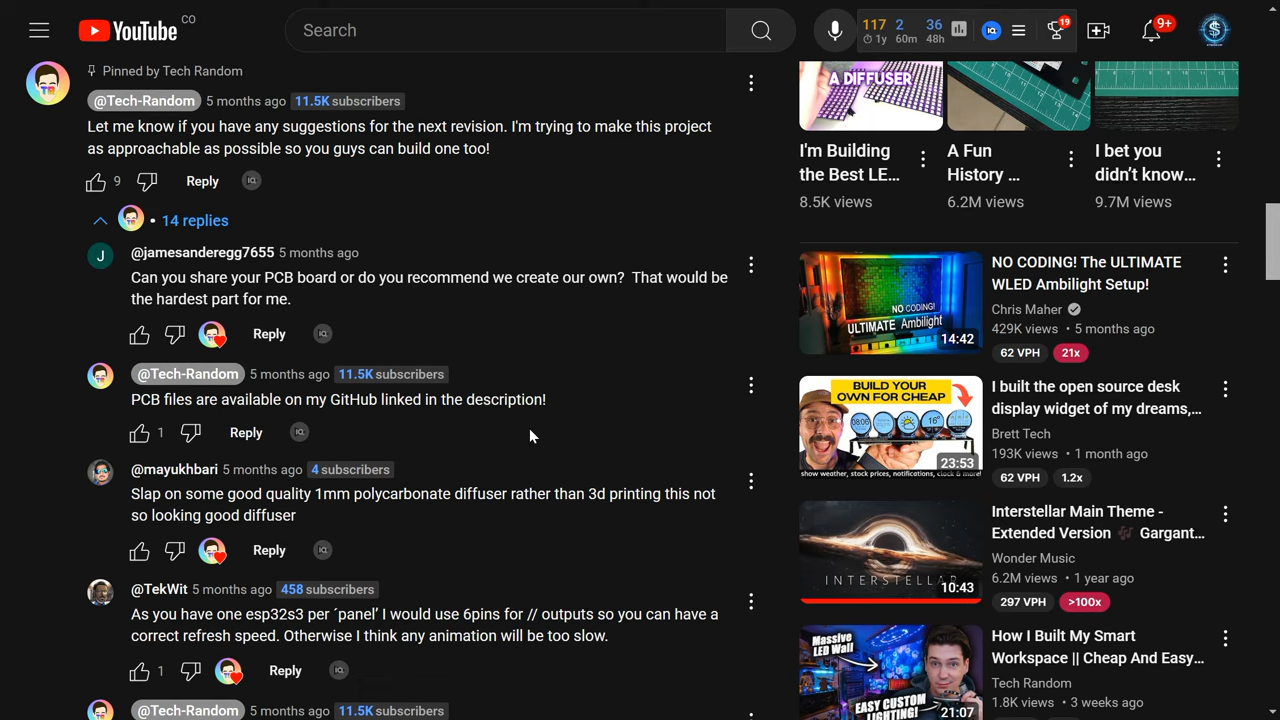 YouTube CO
Search
117 2 36
1y 60m 48h
19
9+
Pinned by Tech Random
@Tech-Random 5 months ago 11.5K subscribers
Let me know if you have any suggestions for the next revision. I'm trying to make this project
as approachable as possible so you guys can build one too!
9 Reply
14 replies
J @jamesanderegg7655 5 months ago
Can you share your PCB board or do you recommend we create our own? That would be
the hardest part for me.
Reply
@Tech-Random 5 months ago 11.5K subscribers
PCB files are available on my GitHub linked in the description!
1 Reply
@mayukhbari 5 months ago 4 subscribers
Slap on some good quality 1mm polycarbonate diffuser rather than 3d printing this not
so looking good diffuser
Reply
@TekWit 5 months ago 458 subscribers
As you have one esp32s3 per ´panel’ I would use 6pins for // outputs so you can have a
correct refresh speed. Otherwise I think any animation will be too slow.
1 Reply
@Tech-Random 5 months ago 11.5K subscribers
A DIFFUSER
I'm Building
the Best LE...
8.5K views
A Fun
History ...
6.2M views
I bet you
didn’t know...
9.7M views
NO CODING!
ULTIMATE Ambilight
14:42
NO CODING! The ULTIMATE
WLED Ambilight Setup!
Chris Maher
429K views • 5 months ago
62 VPH 21x
BUILD YOUR
OWN FOR CHEAP
08:06 16°
show weather, stock prices, notifications, clock & more!
23:53
I built the open source desk
display widget of my dreams,...
Brett Tech
193K views • 1 month ago
62 VPH 1.2x
INTERSTELLAR
10:43
Interstellar Main Theme -
Extended Version 🎶 Gargant...
Wonder Music
6.2M views • 1 year ago
297 VPH >100x
Massive
LED Wall
EASY CUSTOM
LIGHTING!
21:07
How I Built My Smart
Workspace || Cheap And Easy...
Tech Random
1.8K views • 3 weeks ago